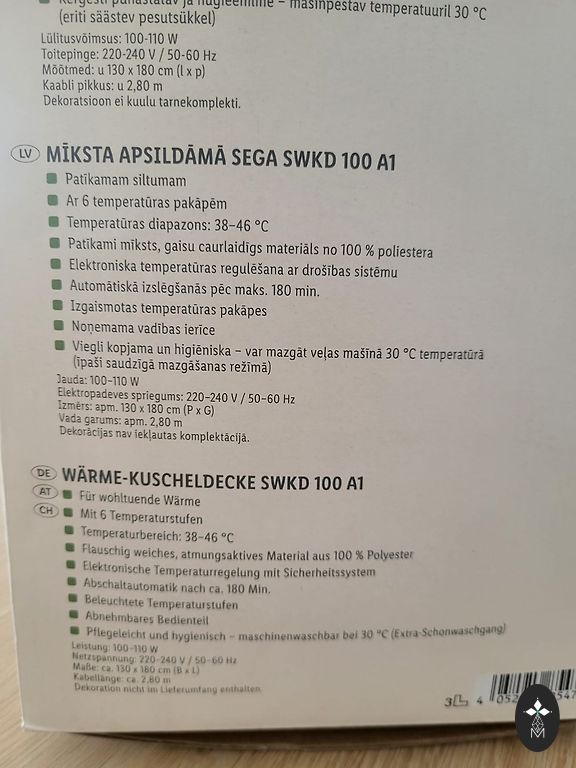 masinpestav temperatuuril 30 °C
(eriti säästev pesutsükkel)
Lülitusvõimsus: 100-110 W
Toitepinge: 220-240 V / 50-60 Hz
Mõõtmed: u 130 x 180 cm (l x p)
Kaabli pikkus: u 2,80 m
Dekoratsioon ei kuulu tarnekomplekti.
LV MĪKSTA APSILDĀMĀ SEGA SWKD 100 A1
Patīkamam siltumam
Ar 6 temperatūras pakāpēm
Temperatūras diapazons: 38–46 °C
Patīkami mīksts, gaisu caurlaidīgs materiāls no 100 % poliestera
Elektroniska temperatūras regulēšana ar drošības sistēmu
Automātiskā izslēgšanās pēc maks. 180 min.
Izgaismotas temperatūras pakāpes
Noņemama vadības ierīce
Viegli kopjama un higiēniska – var mazgāt veļas mašīnā 30 °C temperatūrā
(īpaši saudzīgā mazgāšanas režīmā)
Jauda: 100–110 W
Elektropadeves spriegums: 220–240 V / 50–60 Hz
Izmērs: apm. 130 x 180 cm (P x G)
Vada garums: apm. 2,80 m
Dekorācijas nav iekļautas komplektācijā.
DE AT CH WÄRME-KUSCHELDECKE SWKD 100 A1
Für wohltuende Wärme
Mit 6 Temperaturstufen
Temperaturbereich: 38–46 °C
Flauschig weiches, atmungsaktives Material aus 100 % Polyester
Elektronische Temperaturregelung mit Sicherheitssystem
Abschaltautomatik nach ca. 180 Min.
Beleuchtete Temperaturstufen
Abnehmbares Bedienteil
Pflegeleicht und hygienisch – maschinenwaschbar bei 30 °C (Extra-Schonwaschgang)
Leistung: 100–110 W
Netzspannung: 220–240 V / 50–60 Hz
Maße: ca. 130 x 180 cm (B x L)
Kabellänge: ca. 2,80 m
Dekoration nicht im Lieferumfang enthalten.
3L 4
M